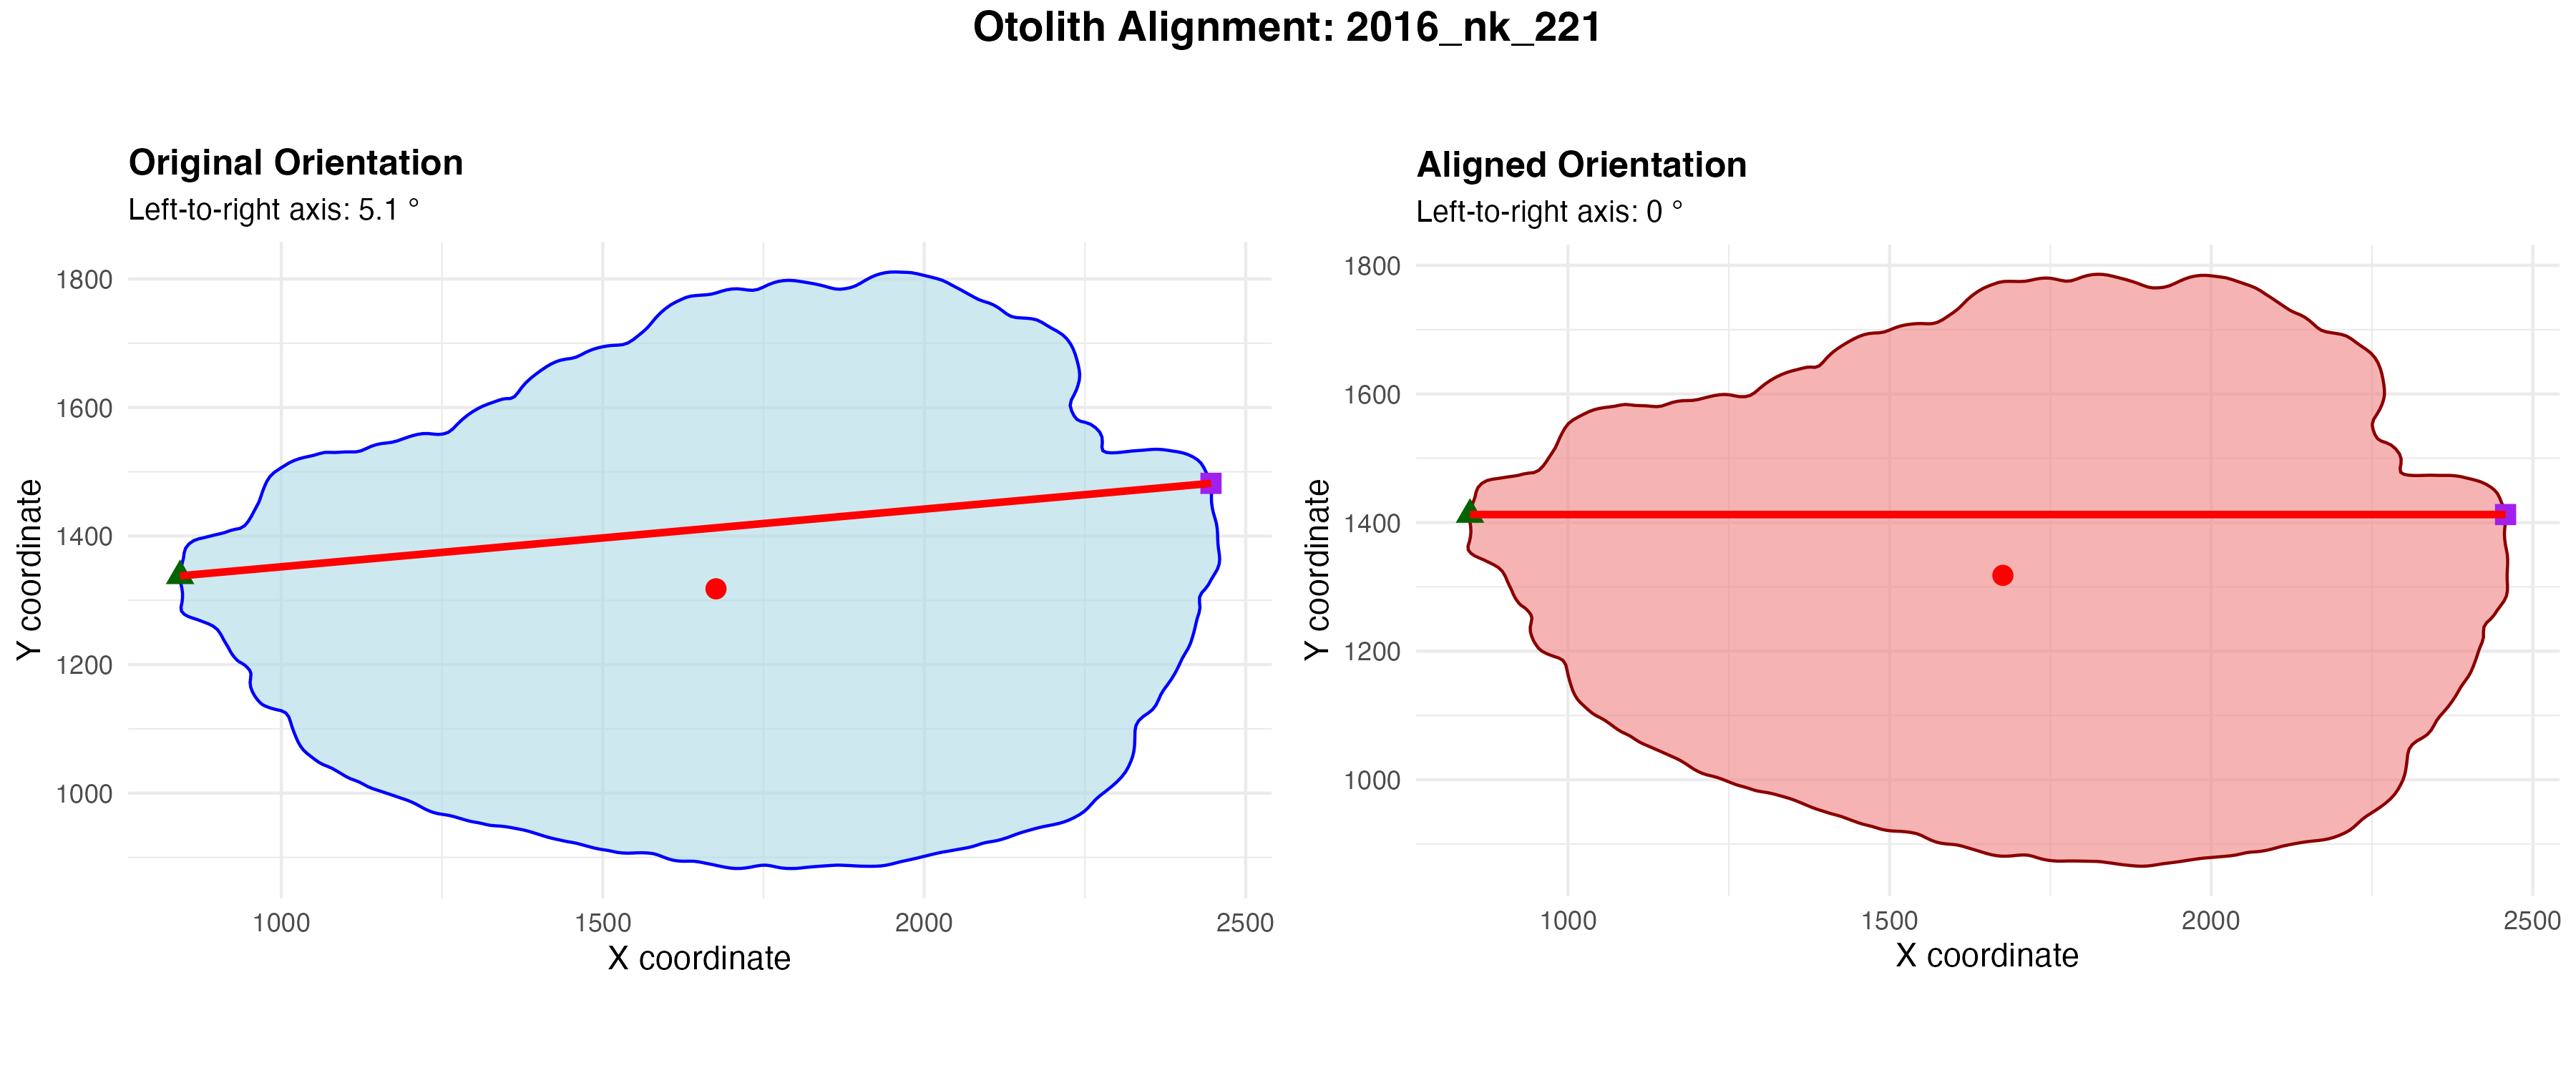 Otolith Alignment: 2016_nk_221
Original Orientation
Left-to-right axis: 5.1 °
1800
1600
1400
1200
1000
Y coordinate
1000 1500 2000 2500
X coordinate
Aligned Orientation
Left-to-right axis: 0 °
1800
1600
1400
1200
1000
Y coordinate
1000 1500 2000 2500
X coordinate